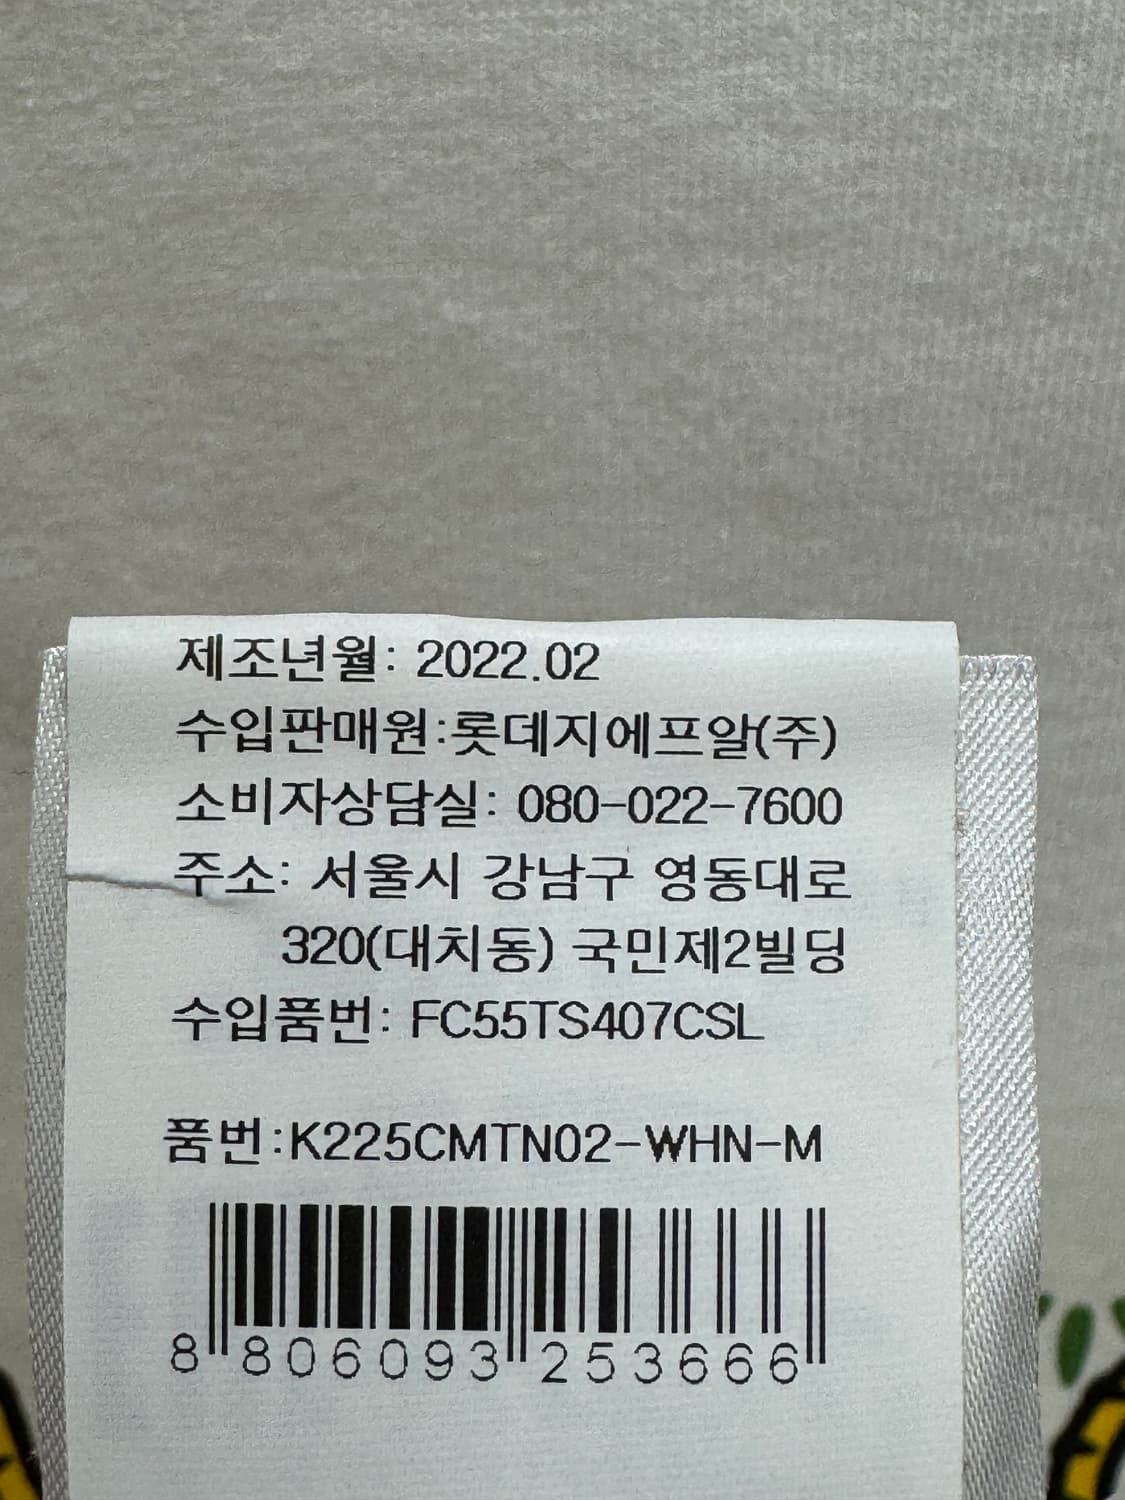 제조년월: 2022.02
수입판매원:롯데지에프알(주)
소비자상담실: 080-022-7600
주소: 서울시 강남구 영동대로
320(대치동) 국민제2빌딩
수입품번: FC55TS407CSL
품번:K225CMTN02-WHN-M
8 806093 253666